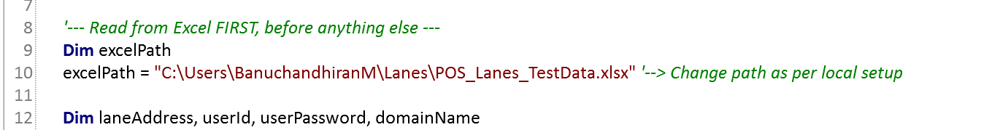 7
8 '--- Read from Excel FIRST, before anything else ---
9 Dim excelPath
10 excelPath = "C:\Users\BanuchandhiranM\Lanes\POS_Lanes_TestData.xlsx" '--> Change path as per local setup
11
12 Dim laneAddress, userId, userPassword, domainName